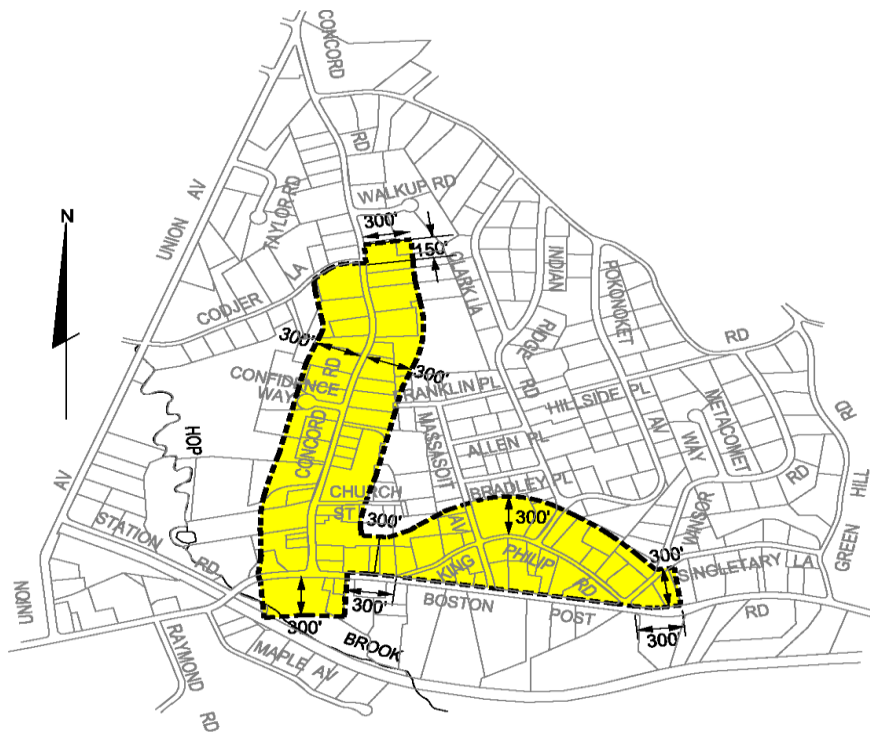 CONCORD
RD
UNION AV
TAYLOR RD
WALKUP RD
N
300'
150'
CLARK LA
INDIAN
RIDGE
RD
POKONOKET
AV
CODJER LA
300'
300'
RD
CONFIDENCE
WAY
CONCORD
FRANKLIN PL
HILLSIDE PL
RD
METACOMET
WAY
RD
RD
HILL
GREEN
MASSASOIT
AV
ALLEN PL
BRADLEY PL
HOP
AV
UNION
STATION
RD
CHURCH
ST
300'
300'
MANSOR
300'
SINGLETARY LA
KING
PHILIP
RD
300'
BOSTON
POST
RD
300'
300'
BROOK
MAPLE AV
RAYMOND
RD